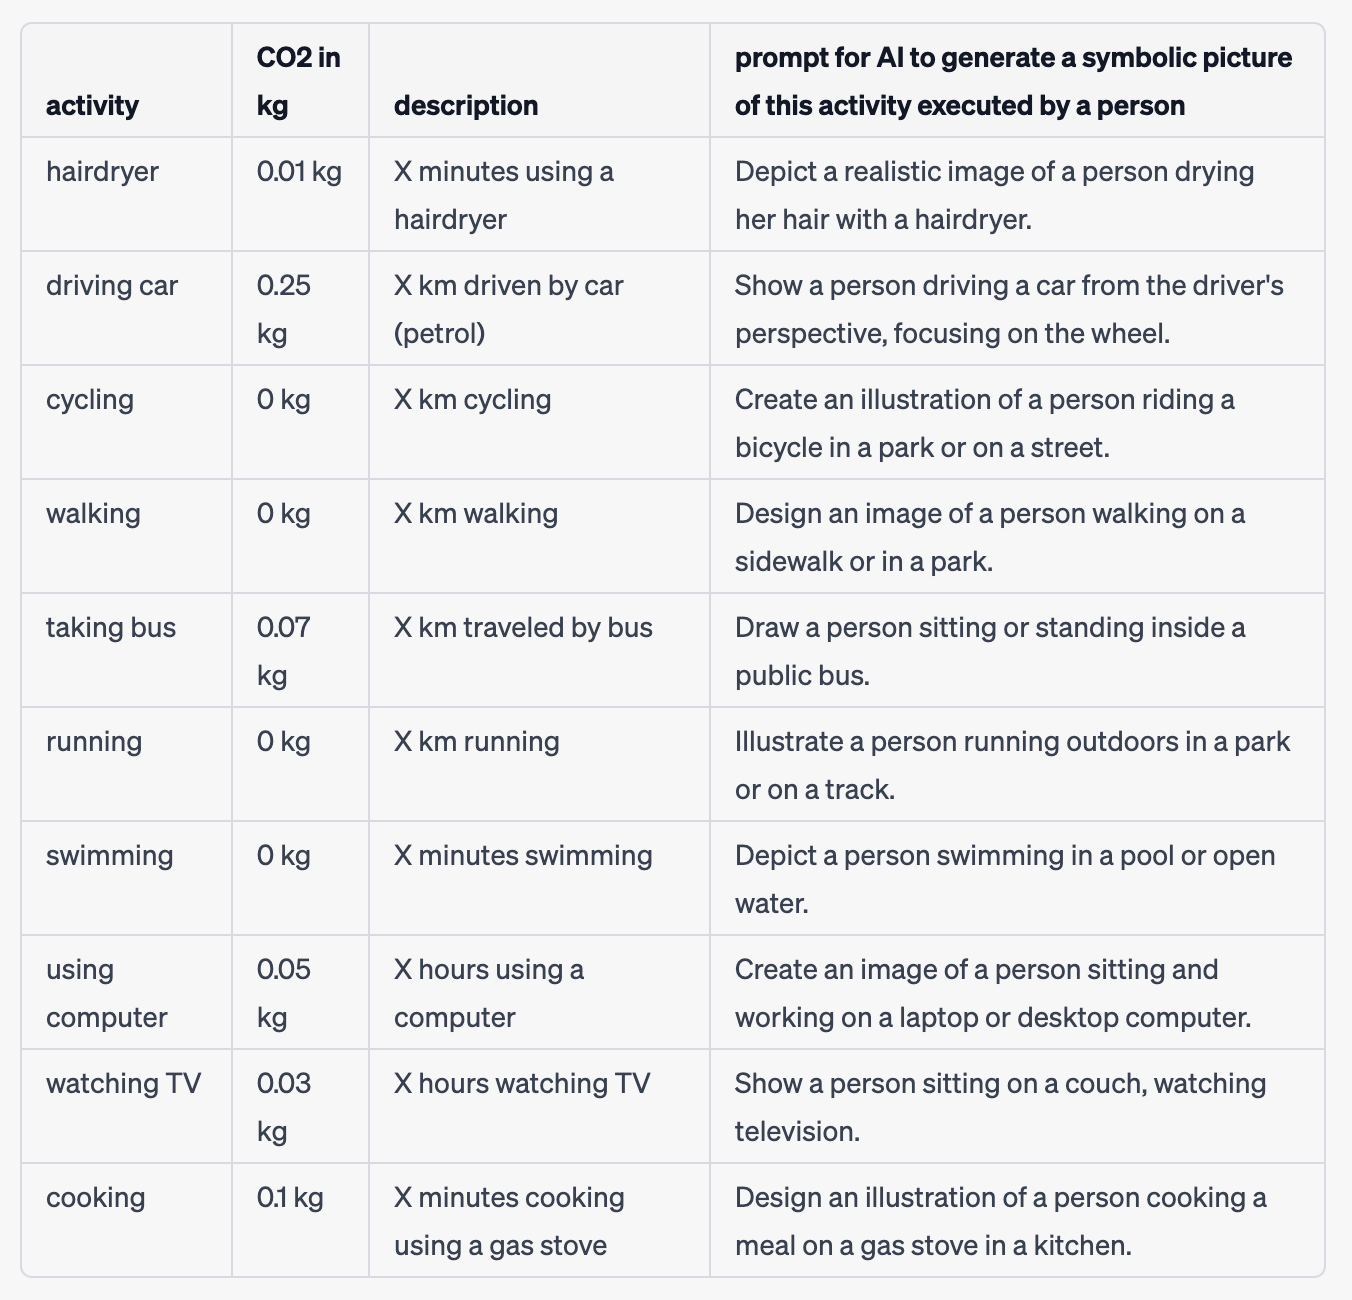 activity
CO2 in
kg
description
prompt for AI to generate a symbolic picture
of this activity executed by a person
hairdryer
0.01 kg
X minutes using a
hairdryer
Depict a realistic image of a person drying
her hair with a hairdryer.
driving car
0.25
kg
X km driven by car
(petrol)
Show a person driving a car from the driver's
perspective, focusing on the wheel.
cycling
0 kg
X km cycling
Create an illustration of a person riding a
bicycle in a park or on a street.
walking
0 kg
X km walking
Design an image of a person walking on a
sidewalk or in a park.
taking bus
0.07
kg
X km traveled by bus
Draw a person sitting or standing inside a
public bus.
running
0 kg
X km running
Illustrate a person running outdoors in a park
or on a track.
swimming
0 kg
X minutes swimming
Depict a person swimming in a pool or open
water.
using
computer
0.05
kg
X hours using a
computer
Create an image of a person sitting and
working on a laptop or desktop computer.
watching TV
0.03
kg
X hours watching TV
Show a person sitting on a couch, watching
television.
cooking
0.1 kg
X minutes cooking
using a gas stove
Design an illustration of a person cooking a
meal on a gas stove in a kitchen.